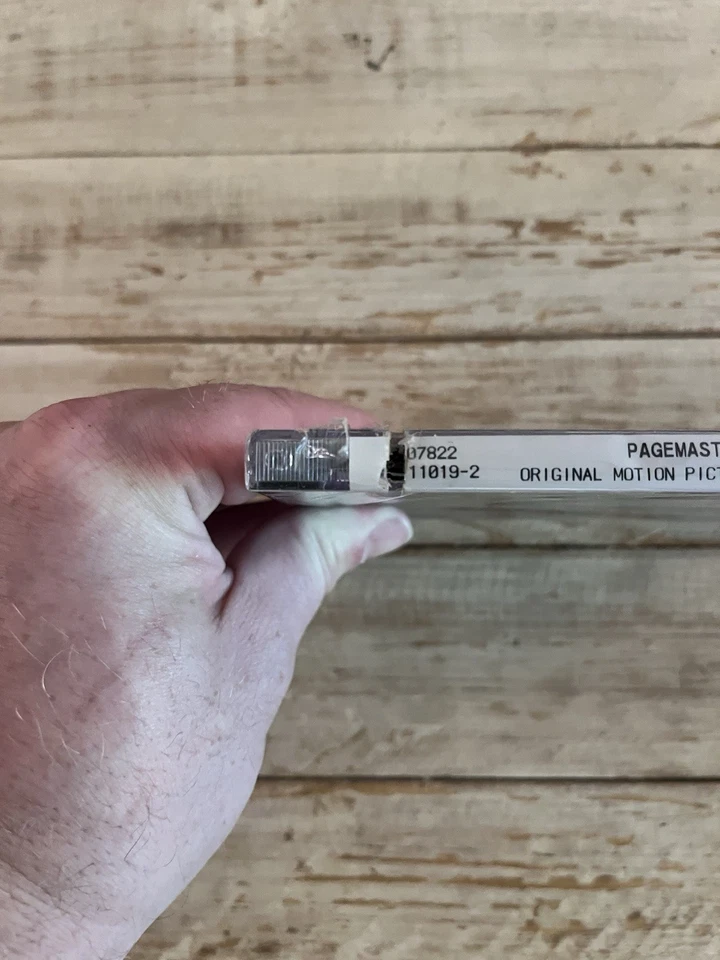 07822 PAGEMAST
11019-2 ORIGINAL MOTION PICT